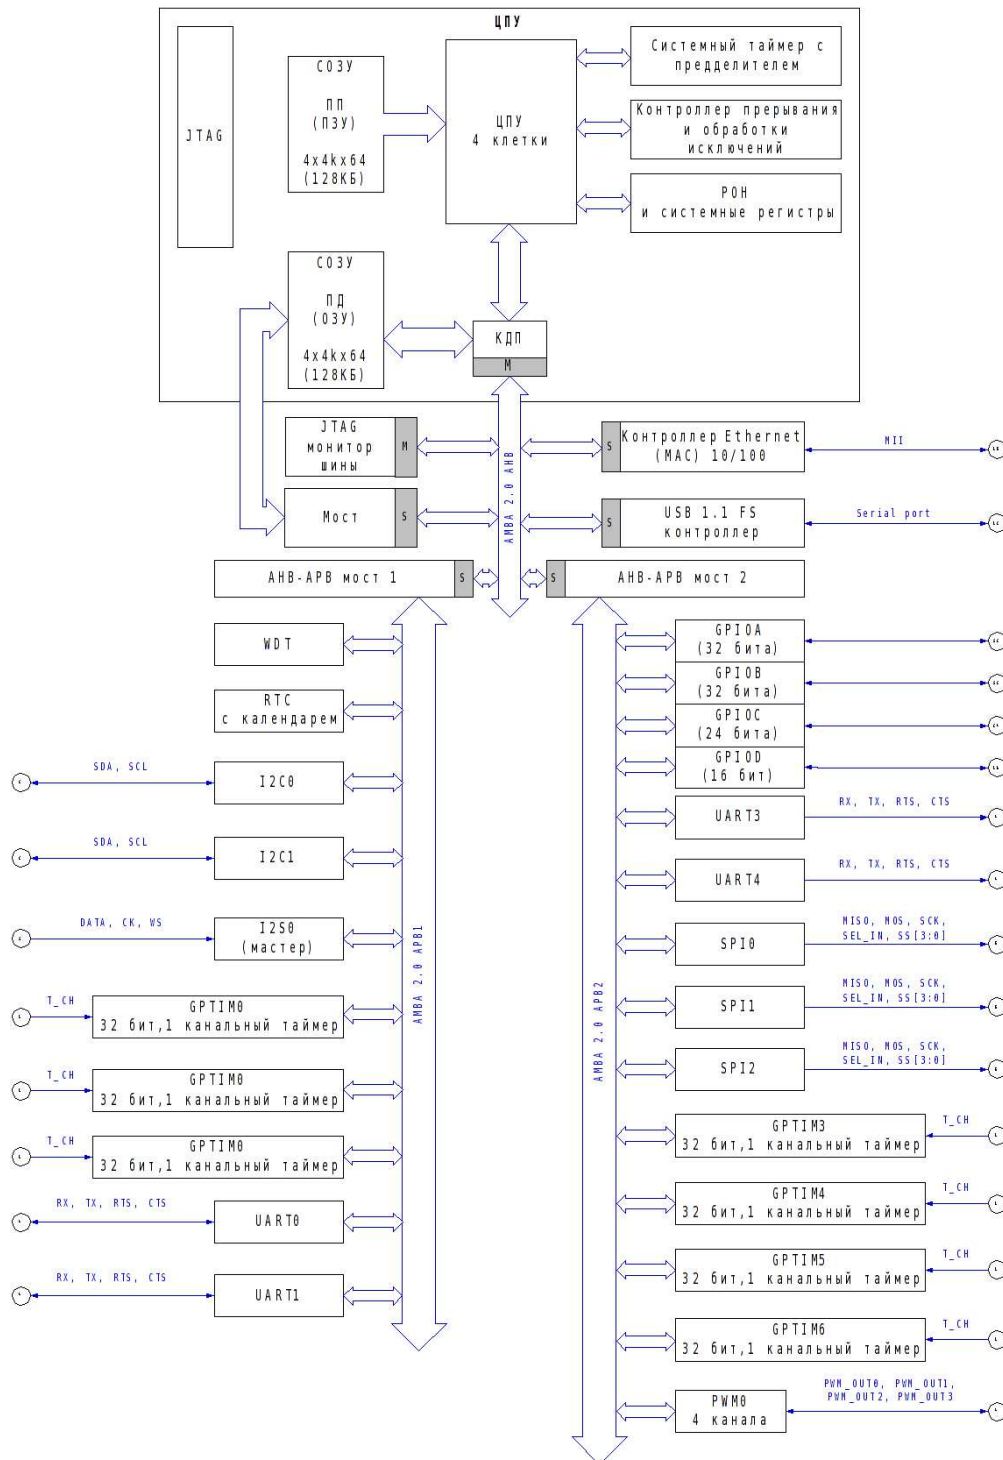 ЦПУ
JTAG
СОЗУ
ПП
(ПЗУ)
4x4kx64
(128КБ)
ЦПУ
4 клетки
Системный таймер с
предделителем
Контроллер прерывания
и обработки
исключений
РОН
и системные регистры
СОЗУ
ПД
(ОЗУ)
4x4kx64
(128КБ)
КДП
M
JTAG
монитор
шины
M
AMBA 2.0 AHB
S
Контроллер Ethernet
(MAC) 10/100
MII
Мост
S
S
USB 1.1 FS
контроллер
Serial port
AHB-APB мост 1
S
S
AHB-APB мост 2
WDT
RTC
с календарем
SDA, SCL
I2C0
SDA, SCL
I2C1
DATA, CK, WS
I2S0
(мастер)
T_CH
GPTIM0
32 бит,1 канальный таймер
T_CH
GPTIM0
32 бит,1 канальный таймер
T_CH
GPTIM0
32 бит,1 канальный таймер
RX, TX, RTS, CTS
UART0
RX, TX, RTS, CTS
UART1
AMBA 2.0 APB1
AMBA 2.0 APB2
GPIOA
(32 бита)
GPIOB
(32 бита)
GPIOC
(24 бита)
GPIOD
(16 бит)
UART3
RX, TX, RTS, CTS
UART4
RX, TX, RTS, CTS
SPI0
MISO, MOS, SCK,
SEL_IN, SS[3:0]
SPI1
MISO, MOS, SCK,
SEL_IN, SS[3:0]
SPI2
MISO, MOS, SCK,
SEL_IN, SS[3:0]
GPTIM3
32 бит,1 канальный таймер
T_CH
GPTIM4
32 бит,1 канальный таймер
T_CH
GPTIM5
32 бит,1 канальный таймер
T_CH
GPTIM6
32 бит,1 канальный таймер
T_CH
PWM0
4 канала
PWM_OUT0, PWM_OUT1,
PWM_OUT2, PWM_OUT3